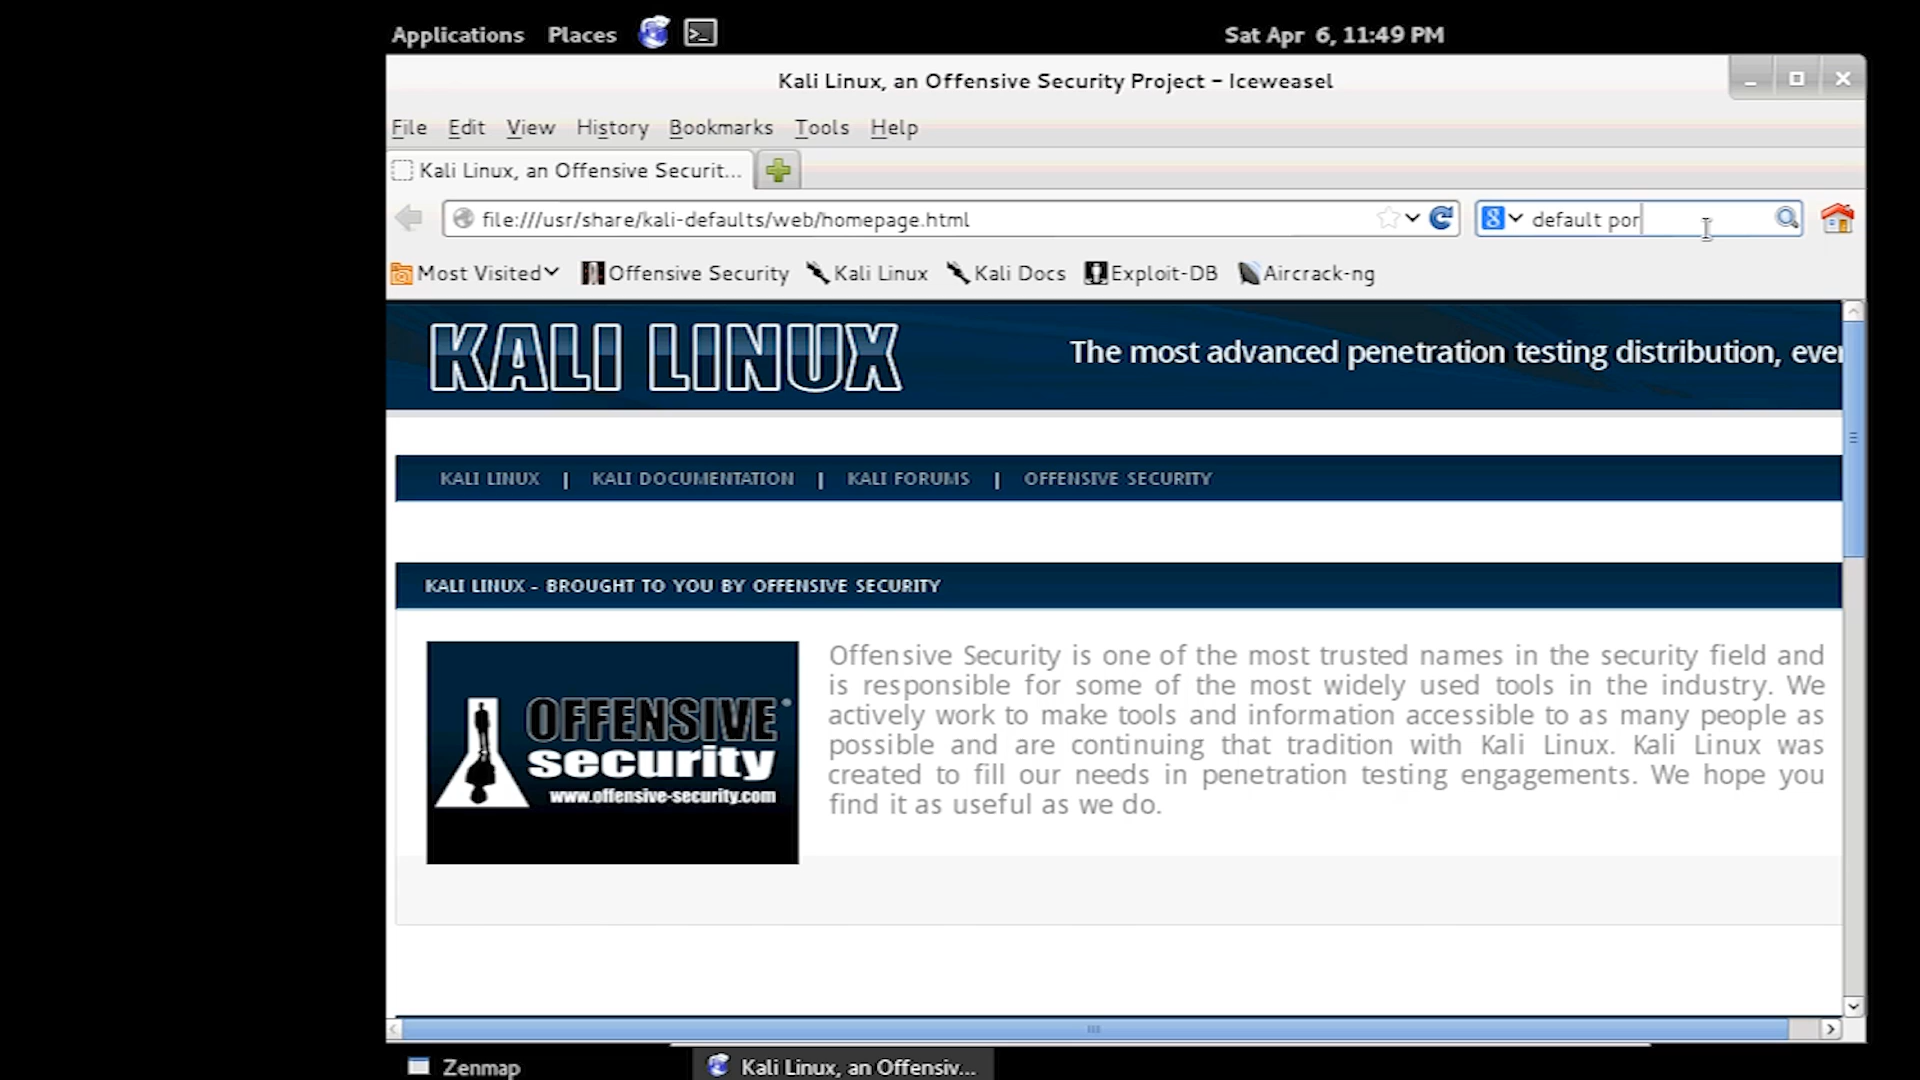 Applications Places Sat Apr 6, 11:49 PM
Kali Linux, an Offensive Security Project - Iceweasel
File Edit View History Bookmarks Tools Help
Kali Linux, an Offensive Securit...
file:///usr/share/kali-defaults/web/homepage.html 8 default por
Most Visited Offensive Security Kali Linux Kali Docs Exploit-DB Aircrack-ng
KALI LINUX The most advanced penetration testing distribution, ever
KALI LINUX | KALI DOCUMENTATION | KALI FORUMS | OFFENSIVE SECURITY
KALI LINUX - BROUGHT TO YOU BY OFFENSIVE SECURITY
Offensive Security is one of the most trusted names in the security field and
is responsible for some of the most widely used tools in the industry. We
actively work to make tools and information accessible to as many people as
possible and are continuing that tradition with Kali Linux. Kali Linux was
created to fill our needs in penetration testing engagements. We hope you
find it as useful as we do.
OFFENSIVE®
security
www.offensive-security.com
Zenmap Kali Linux, an Offensiv...